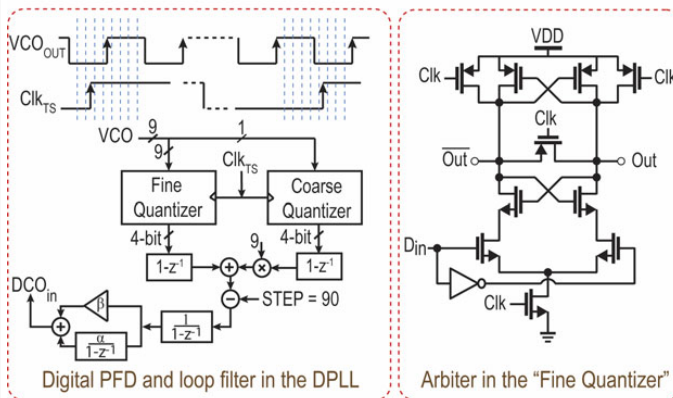 VCO_OUT
Clk_TS
VCO 9 1
9 Clk_TS
Fine Quantizer
Coarse Quantizer
4-bit 9 4-bit
1-z⁻¹ + × 1-z⁻¹
DCO_in
β
− STEP = 90
+
α
1-z⁻¹
1
1-z⁻¹
Digital PFD and loop filter in the DPLL
VDD
Clk Clk
Clk
Out Out
Din
Clk
Arbiter in the "Fine Quantizer"